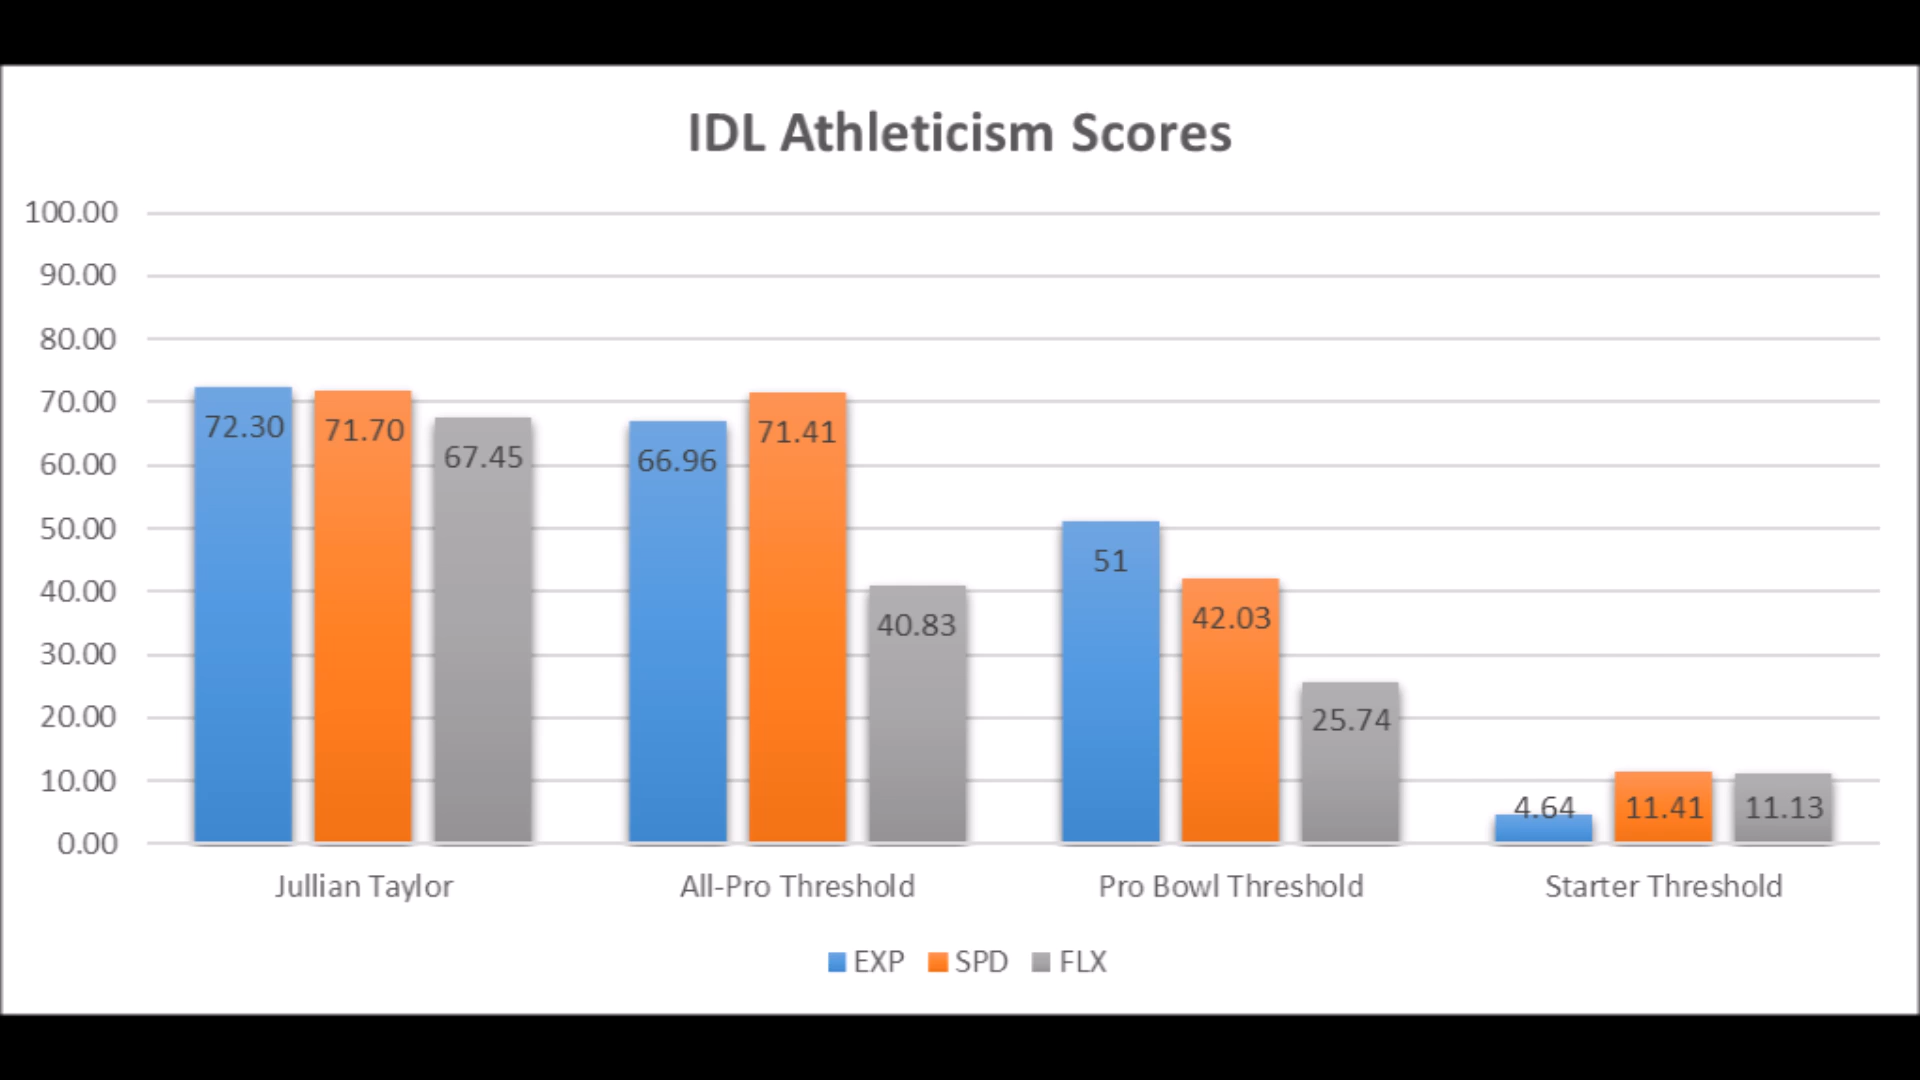 IDL Athleticism Scores
100.00
90.00
80.00
70.00
60.00
50.00
40.00
30.00
20.00
10.00
0.00
72.30 71.70 67.45
66.96 71.41 40.83
51 42.03 25.74
4.64 11.41 11.13
Jullian Taylor All-Pro Threshold Pro Bowl Threshold Starter Threshold
EXP SPD FLX